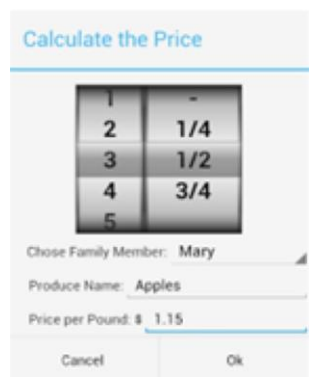 Calculate the Price
1 -
2 1/4
3 1/2
4 3/4
5
Chose Family Member: Mary
Produce Name: Apples
Price per Pound: $ 1.15
Cancel Ok